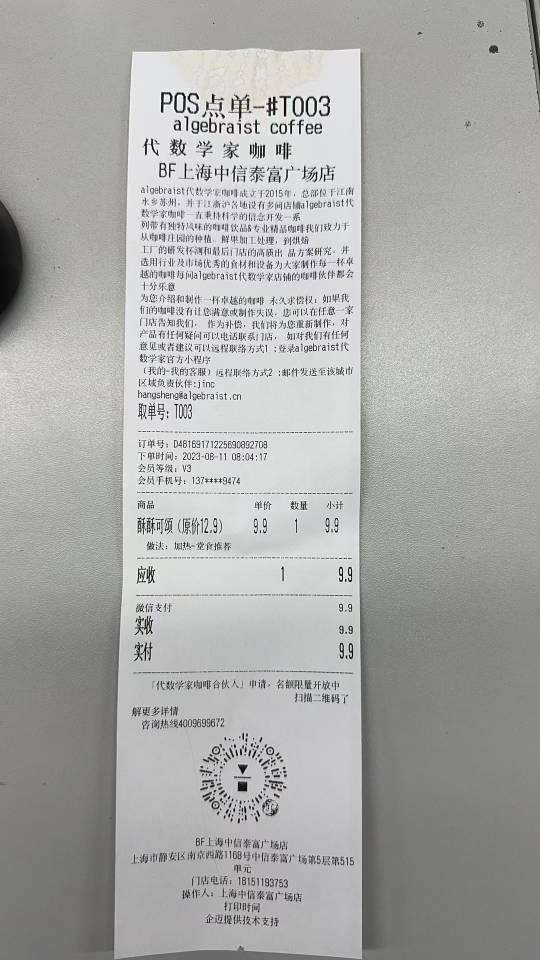 POS点单-#T003
algebraist coffee
代数学家咖啡
BF上海中信泰富广场店
algebraist代数学家咖啡成立于2015年，总部位于江南
水乡苏州，并于江浙沪各地设有多间店铺algebraist代
数学家咖啡一直秉持科学的信念开发一系
列带有独特风味的咖啡饮品&专业精品咖啡我们致力于
从咖啡庄园的种植，鲜果加工处理，到烘焙
工厂的研发杯测和最后门店的高质出 品方案研究，并
选用行业及市场优秀的食材和设备为大家制作每一杯卓
越的咖啡每间algebraist代数学家店铺的咖啡伙伴都会
十分乐意
为您介绍和制作一杯卓越的咖啡 永久求偿权：如果我
们的咖啡没有让您满意或制作失误，您可以在任意一家
门店告知我们， 作为补偿，我们将为您重新制作，对
产品有任何疑问可以电话联系门店， 如对我们有任何
意见或者建议可以远程联络方式1 :登录algebraist代
数学家官方小程序
（我的-我的客服）远程联络方式2 :邮件发送至该城市
区域负责伙伴:jinc
hangsheng@algebraist.cn
取单号：T003
订单号：D48169171225690892708
下单时间：2023-08-11 08:04:17
会员等级：V3
会员手机号：137****9474
商品 单价 数量 小计
酥酥可颂（原价12.9） 9.9 1 9.9
做法：加热-堂食推荐
应收 1 9.9
微信支付 9.9
实收 9.9
实付 9.9
「代数学家咖啡合伙人」申请，名额限量开放中
扫描二维码了
解更多详情
咨询热线4009699672
BF上海中信泰富广场店
上海市静安区南京西路1168号中信泰富广场第5层第515
单元
门店电话：18151193753
操作人：上海中信泰富广场店
打印时间
企迈提供技术支持